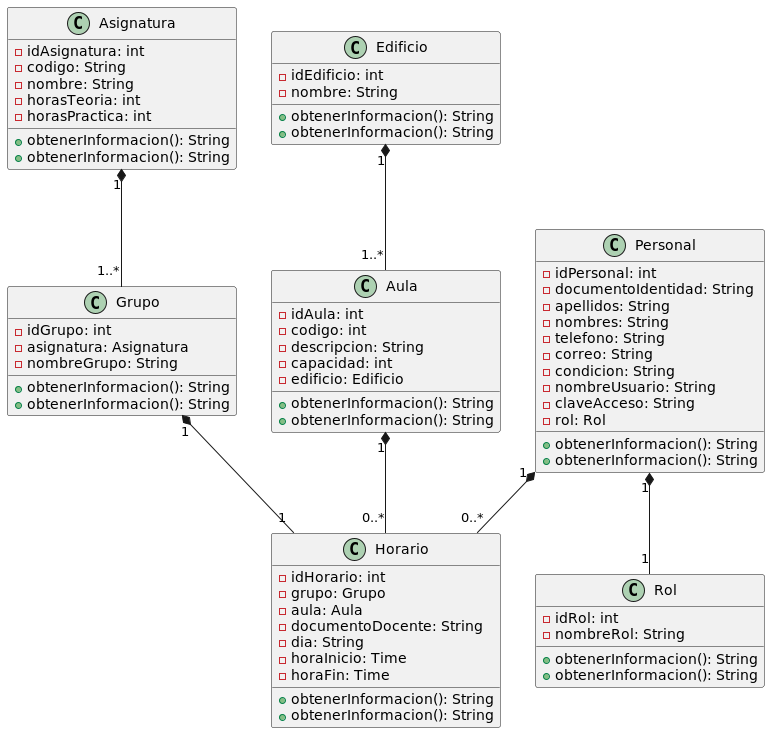 C Asignatura
idAsignatura: int
codigo: String
nombre: String
horasTeoria: int
horasPractica: int
obtenerInformacion(): String
obtenerInformacion(): String
C Edificio
idEdificio: int
nombre: String
obtenerInformacion(): String
obtenerInformacion(): String
1
1..*
1
1..*
C Grupo
idGrupo: int
asignatura: Asignatura
nombreGrupo: String
obtenerInformacion(): String
obtenerInformacion(): String
C Aula
idAula: int
codigo: int
descripcion: String
capacidad: int
edificio: Edificio
obtenerInformacion(): String
obtenerInformacion(): String
C Personal
idPersonal: int
documentoIdentidad: String
apellidos: String
nombres: String
telefono: String
correo: String
condicion: String
nombreUsuario: String
claveAcceso: String
rol: Rol
obtenerInformacion(): String
obtenerInformacion(): String
1
1
1
0..*
1
0..*
1
1
C Horario
idHorario: int
grupo: Grupo
aula: Aula
documentoDocente: String
dia: String
horaInicio: Time
horaFin: Time
obtenerInformacion(): String
obtenerInformacion(): String
C Rol
idRol: int
nombreRol: String
obtenerInformacion(): String
obtenerInformacion(): String